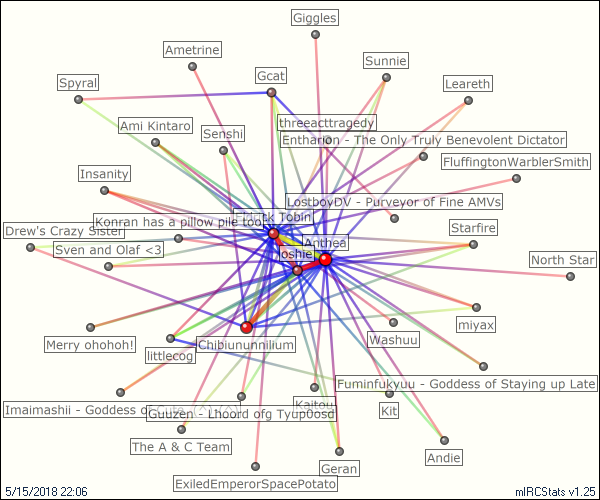 Giggles
Ametrine
Sunnie
Gcat
Spyral
Leareth
threeacttragedy
Ami Kintaro
Senshi
Entharion - The Only Truly Benevolent Dictator
FluffingtonWarblerSmith
Insanity
LostboyDV - Purveyor of Fine AMVs
Eldrick Tobin
Konran has a pillow pile too
Drew's Crazy Sister
Starfire
Anthea
Sven and Olaf <3
Joshie
North Star
miyax
Merry ohohoh!
Chibiununnilium
Washuu
littlecog
Fuminfukyuu - Goddess of Staying up Late
Kaitou
Imaimashii - Goddess of
Guuzen - Lhoord ofg Tyup0osd
Kit
The A & C Team
Andie
Geran
ExiledEmperorSpacePotato
5/15/2018 22:06
mIRCStats v1.25